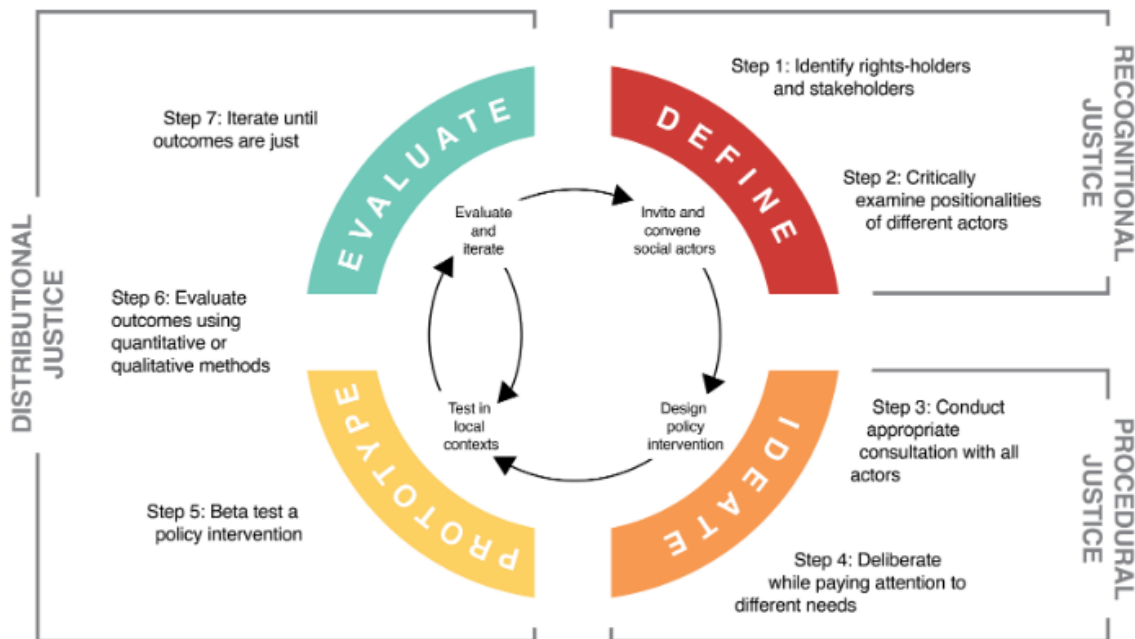 DEFINE
Step 1: Identify rights-holders
and stakeholders
Step 2: Critically
examine positionalities
of different actors
RECOGNITIONAL
JUSTICE
IDEATE
Step 3: Conduct
appropriate
consultation with all
actors
Step 4: Deliberate
while paying attention to
different needs
PROCEDURAL
JUSTICE
PROTOTYPE
Step 5: Beta test a
policy intervention
Step 6: Evaluate
outcomes using
quantitative or
qualitative methods
EVALUATE
Step 7: Iterate until
outcomes are just
DISTRIBUTIONAL
JUSTICE
Evaluate
and
iterate
Invito and
convene
social actors
Design
policy
intervention
Test in
local
contexts